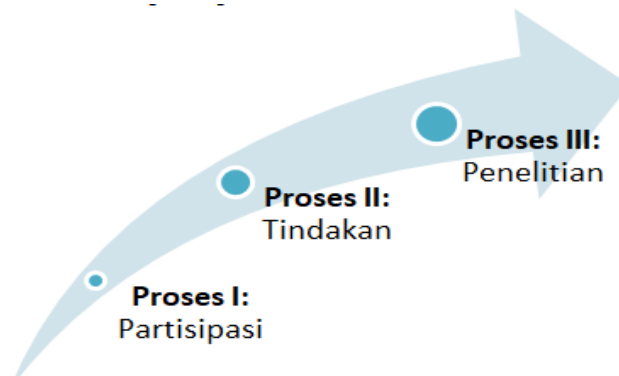 Proses I:
Partisipasi
Proses II:
Tindakan
Proses III:
Penelitian